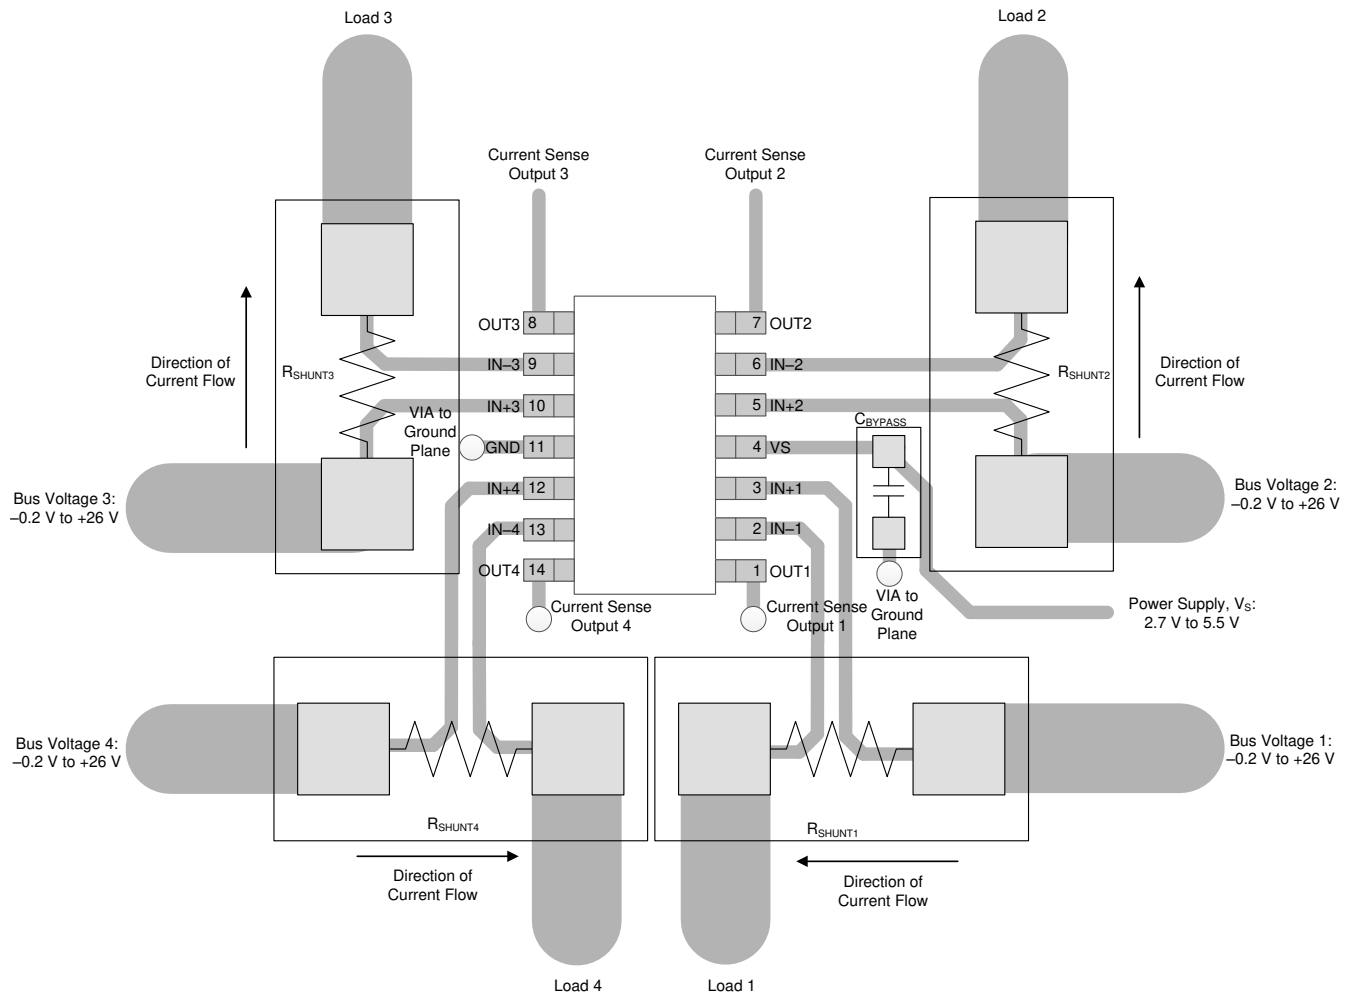 Load 3
Load 2
Current Sense
Output 3
Current Sense
Output 2
OUT3 8
7 OUT2
IN–3 9
6 IN–2
Direction of
Current Flow
RSHUNT3
RSHUNT2
Direction of
Current Flow
IN+3 10
5 IN+2
VIA to
Ground
Plane
CBYPASS
GND 11
4 VS
Bus Voltage 3:
–0.2 V to +26 V
IN+4 12
3 IN+1
Bus Voltage 2:
–0.2 V to +26 V
IN–4 13
2 IN–1
OUT4 14
1 OUT1
Current Sense
Output 4
Current Sense
Output 1
VIA to
Ground
Plane
Power Supply, VS:
2.7 V to 5.5 V
Bus Voltage 4:
–0.2 V to +26 V
Bus Voltage 1:
–0.2 V to +26 V
RSHUNT4
RSHUNT1
Direction of
Current Flow
Direction of
Current Flow
Load 4
Load 1